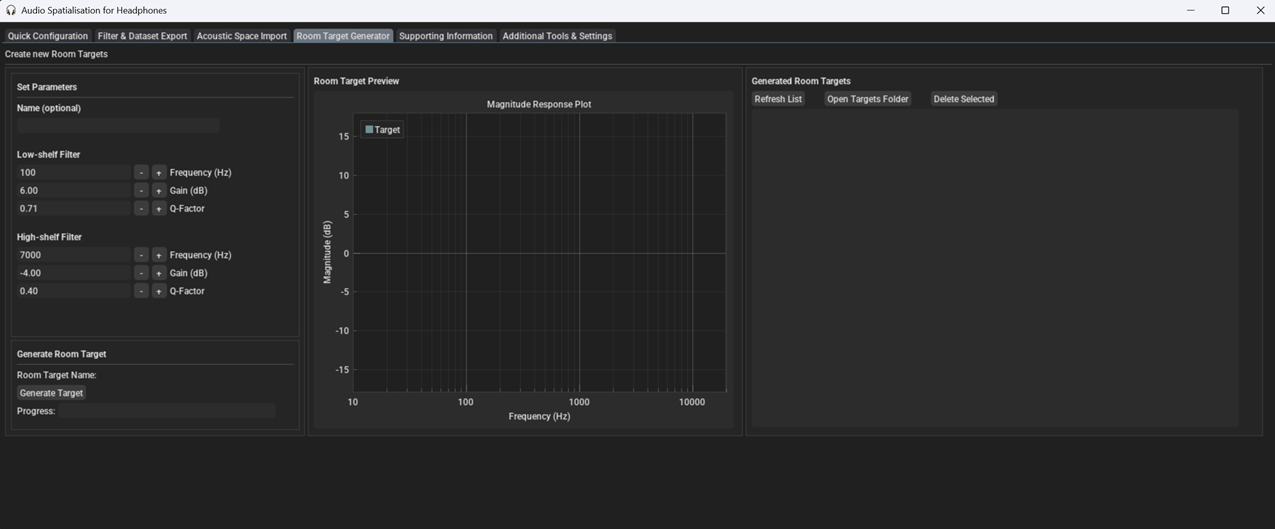 Audio Spatialisation for Headphones
Quick Configuration Filter & Dataset Export Acoustic Space Import Room Target Generator Supporting Information Additional Tools & Settings
Create new Room Targets
Set Parameters
Name (optional)
Low-shelf Filter
100 - + Frequency (Hz)
6.00 - + Gain (dB)
0.71 - + Q-Factor
High-shelf Filter
7000 - + Frequency (Hz)
-4.00 - + Gain (dB)
0.40 - + Q-Factor
Generate Room Target
Room Target Name:
Generate Target
Progress:
Room Target Preview
Magnitude Response Plot
Target
15
10
5
0
-5
-10
-15
Magnitude (dB)
10 100 1000 10000
Frequency (Hz)
Generated Room Targets
Refresh List Open Targets Folder Delete Selected